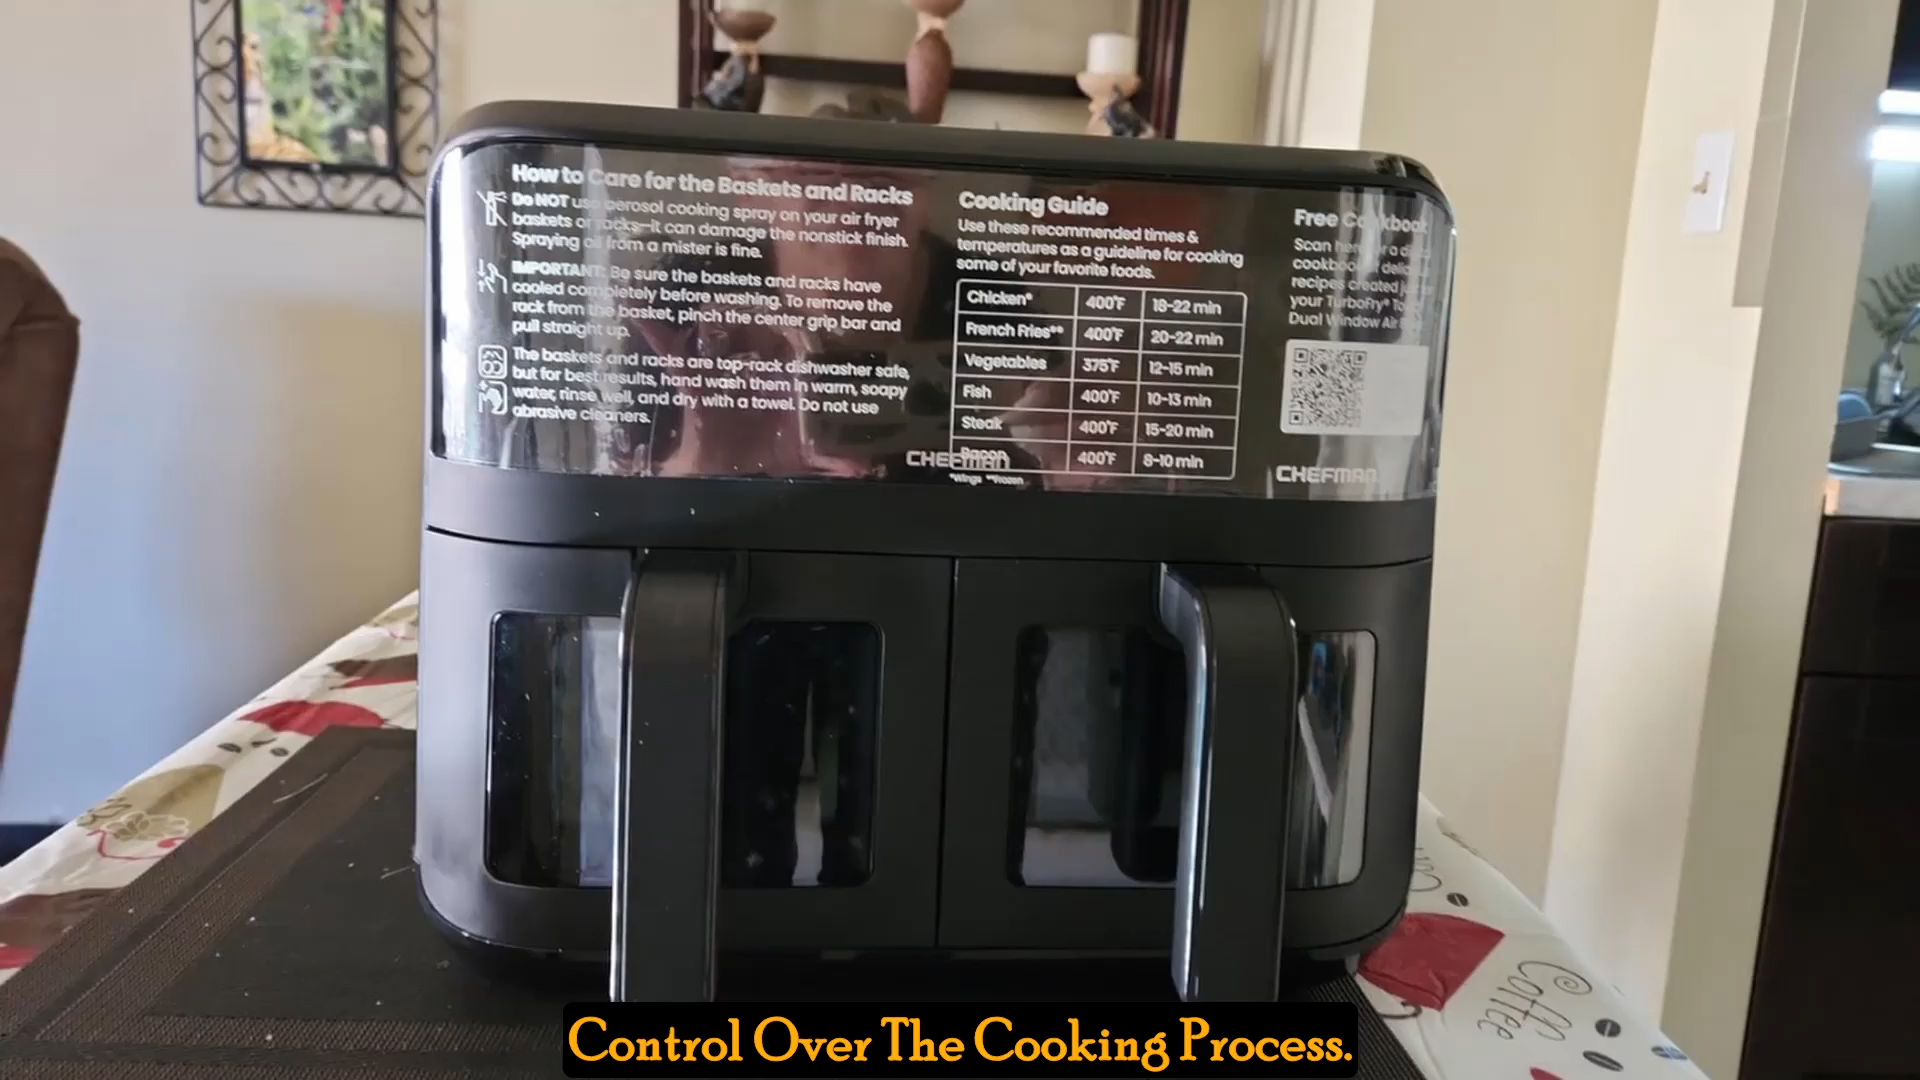 How to Care for the Baskets and Racks
Do NOT use aerosol cooking spray on your air fryer
baskets or racks—it can damage the nonstick finish.
Spraying oil from a mister is fine.
IMPORTANT: Be sure the baskets and racks have
cooled completely before washing. To remove the
rack from the basket, pinch the center grip bar and
pull straight up.
The baskets and racks are top-rack dishwasher safe,
but for best results, hand wash them in warm, soapy
water, rinse well, and dry with a towel. Do not use
abrasive cleaners.
Cooking Guide
Use these recommended times &
temperatures as a guideline for cooking
some of your favorite foods.
Chicken* 400°F 18-22 min
French Fries** 400°F 20-22 min
Vegetables 375°F 12-15 min
Fish 400°F 10-13 min
Steak 400°F 15-20 min
Bacon 400°F 8-10 min
*Wings **Frozen
CHEFMAN
Free Cookbook
Scan here for a
cookbook
recipes created
your TurboFry®
Dual Window Air
CHEFMAN
Coffee
Control Over The Cooking Process.